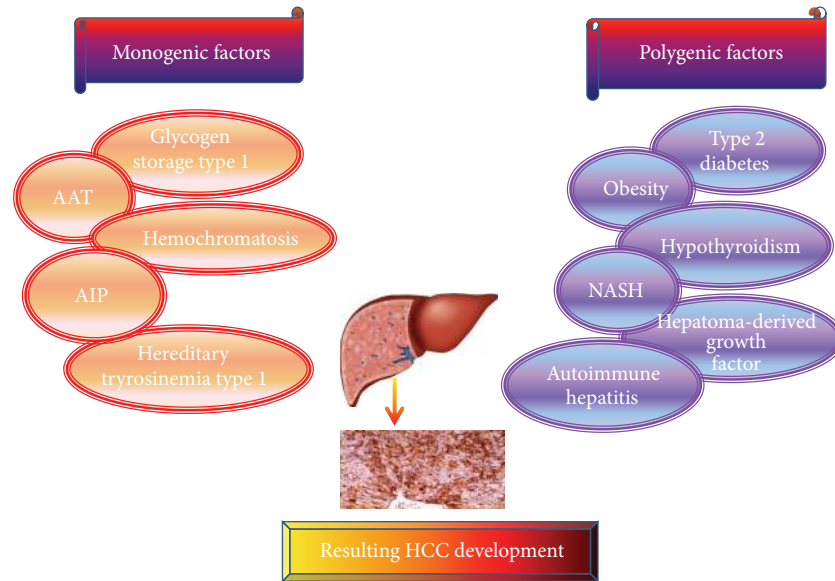 Monogenic factors
Glycogen
storage type 1
AAT
Hemochromatosis
AIP
Hereditary
tryrosinemia type 1
Polygenic factors
Type 2
diabetes
Obesity
Hypothyroidism
NASH
Hepatoma-derived
growth
factor
Autoimmune
hepatitis
Resulting HCC development